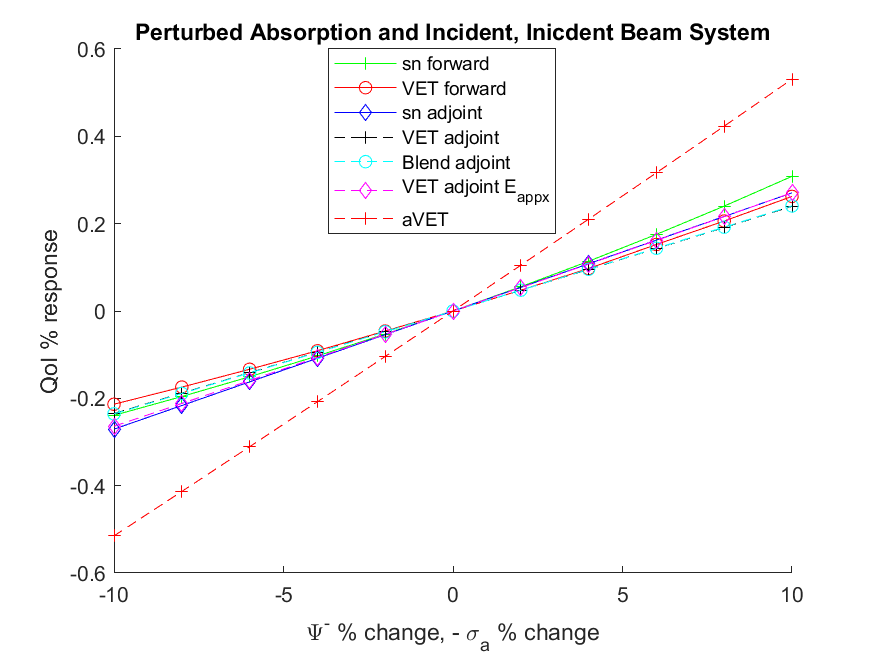 Perturbed Absorption and Incident, Inicdent Beam System
0.6
0.4
0.2
0
-0.2
-0.4
-0.6
QoI % response
sn forward
VET forward
sn adjoint
VET adjoint
Blend adjoint
VET adjoint E_appx
aVET
-10
-5
0
5
10
Ψ⁻ % change, - σ_a % change